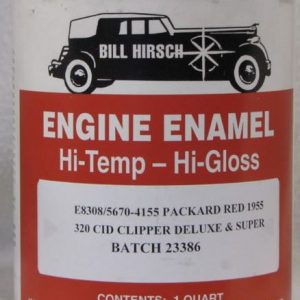 BILL HIRSCH
ENGINE ENAMEL
Hi-Temp – Hi-Gloss
E8308/5670-4155 PACKARD RED 1955
320 CID CLIPPER DELUXE & SUPER
BATCH 23386
CONTENTS: 1 QUART